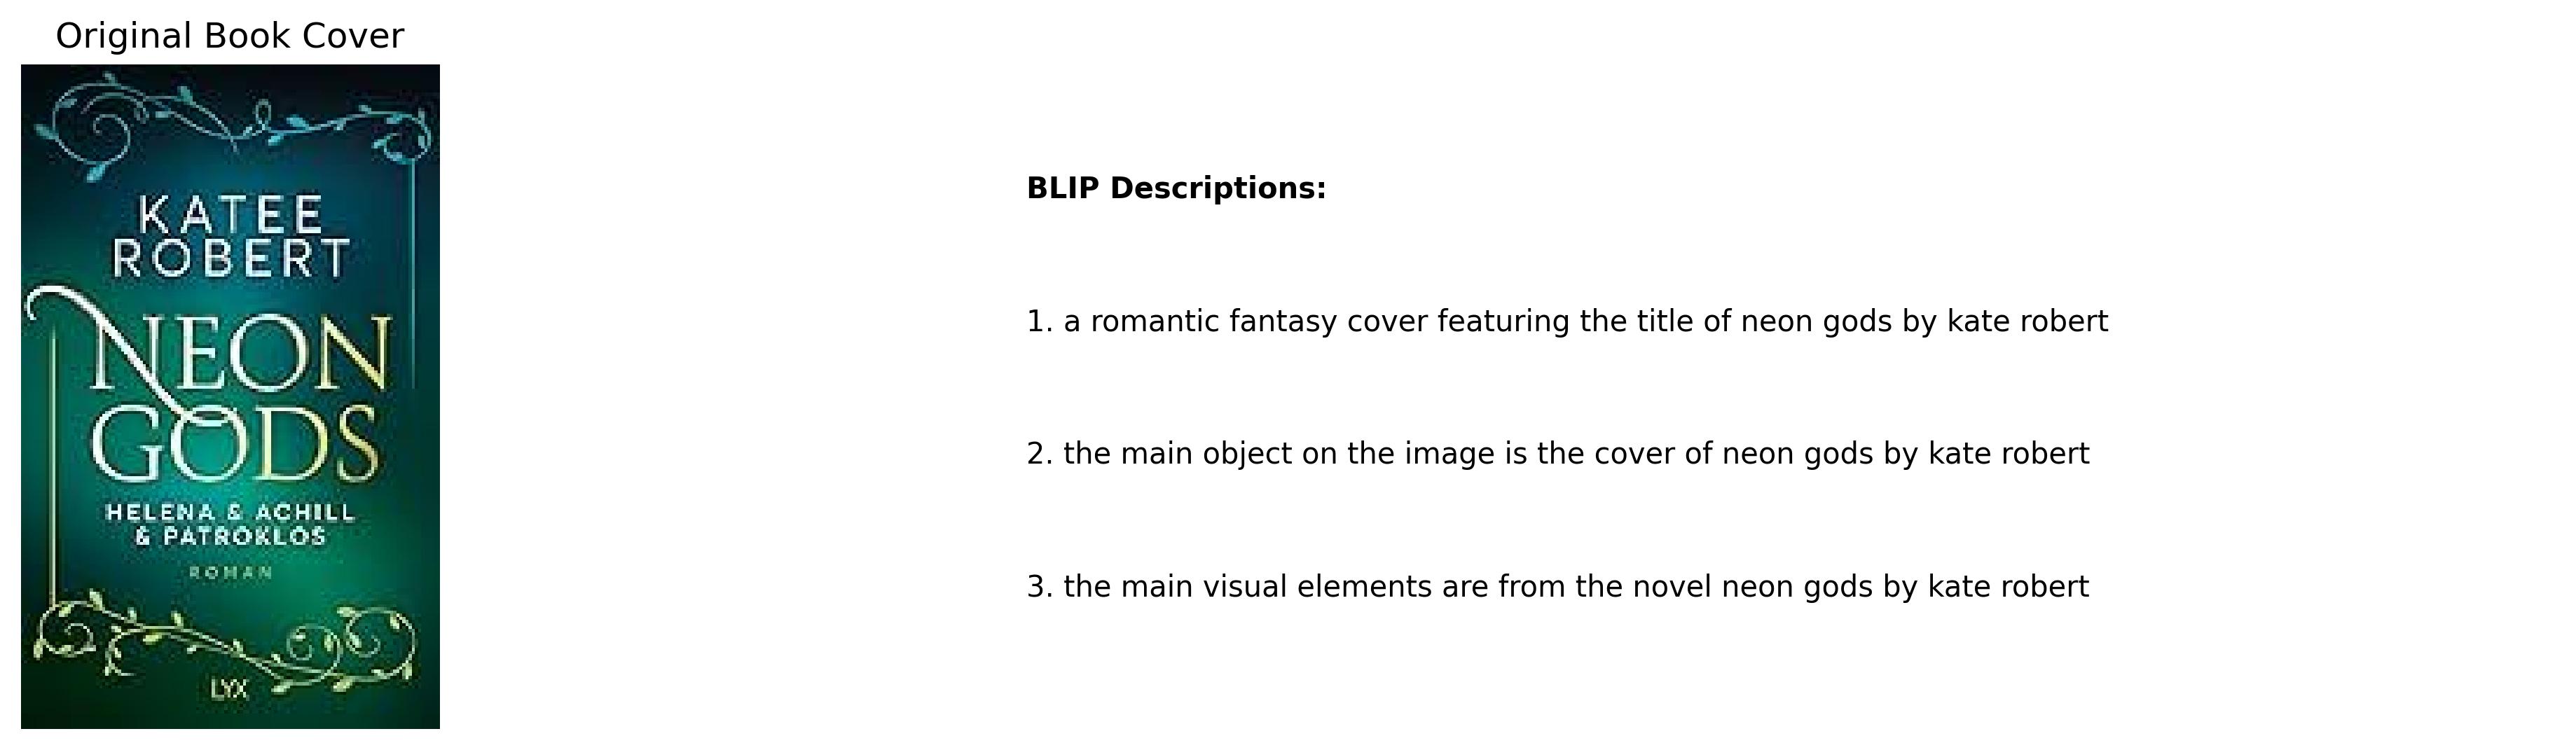 Original Book Cover
KATEE
ROBERT
NEON
GODS
HELENA & ACHILL
& PATROKLOS
ROMAN
LYX
BLIP Descriptions:
1. a romantic fantasy cover featuring the title of neon gods by kate robert
2. the main object on the image is the cover of neon gods by kate robert
3. the main visual elements are from the novel neon gods by kate robert